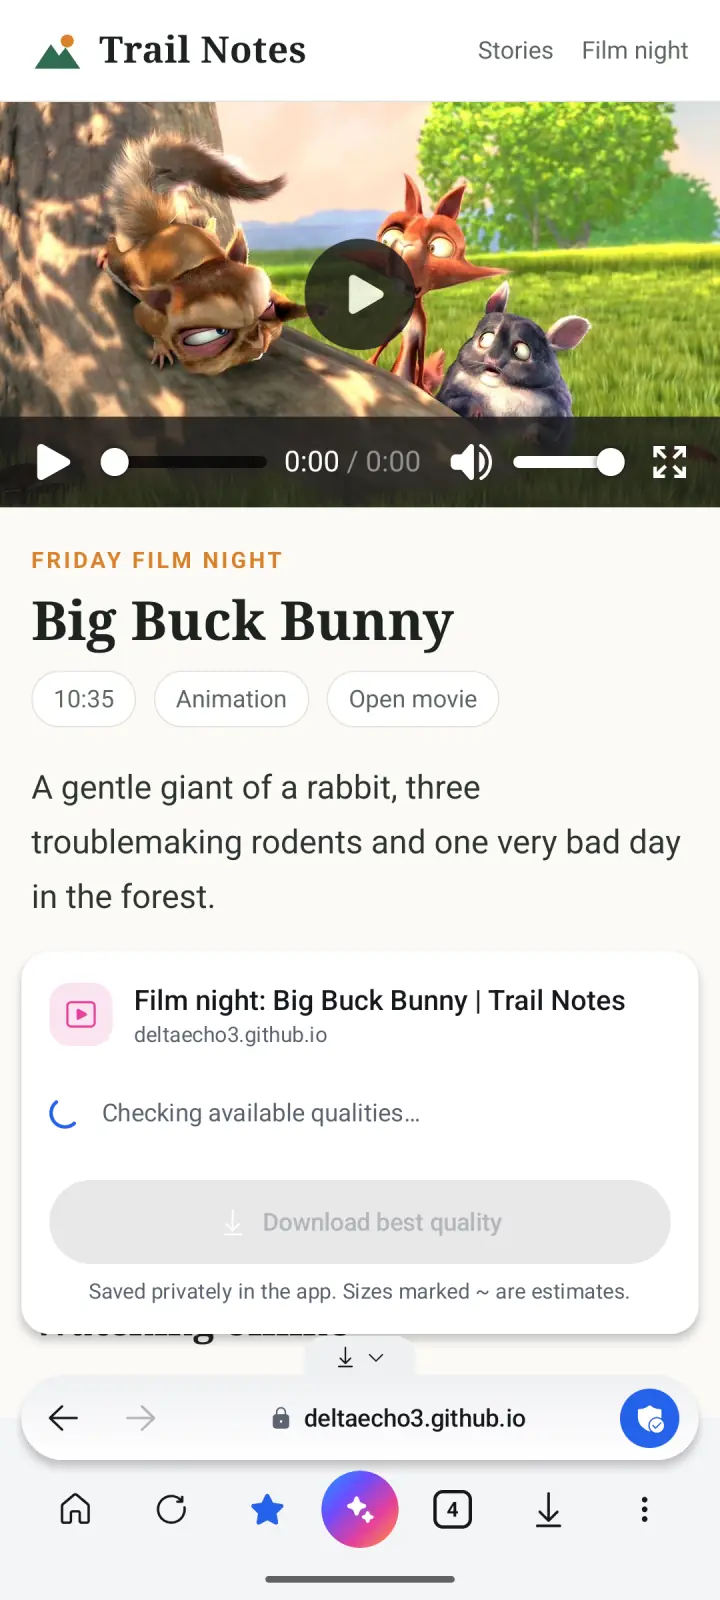 Trail Notes
Stories
Film night
0:00 / 0:00
FRIDAY FILM NIGHT
Big Buck Bunny
10:35
Animation
Open movie
A gentle giant of a rabbit, three
troublemaking rodents and one very bad day
in the forest.
Film night: Big Buck Bunny | Trail Notes
deltaecho3.github.io
Checking available qualities...
Download best quality
Saved privately in the app. Sizes marked ~ are estimates.
deltaecho3.github.io
4